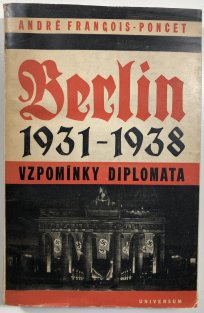 ANDRÉ FRANÇOIS-PONCET
Berlin
1931–1938
VZPOMÍNKY DIPLOMATA
UNIVERSUM